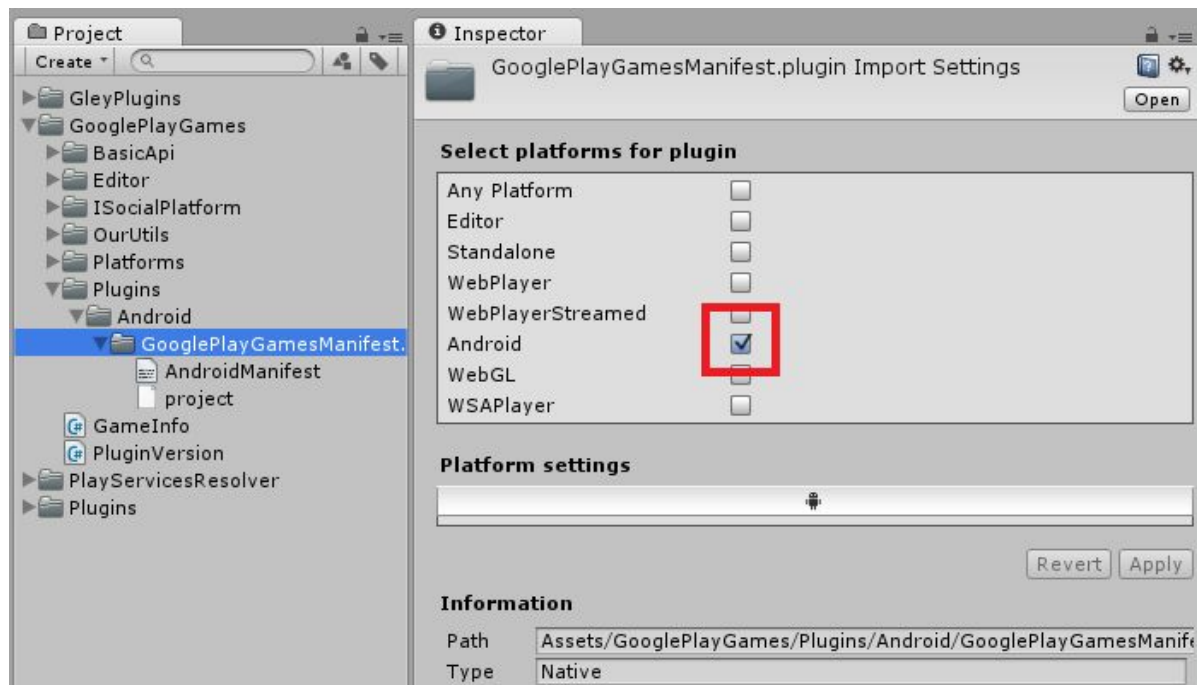 Project
Create
GleyPlugins
GooglePlayGames
BasicApi
Editor
ISocialPlatform
OurUtils
Platforms
Plugins
Android
GooglePlayGamesManifest.
AndroidManifest
project
GameInfo
PluginVersion
PlayServicesResolver
Plugins
Inspector
GooglePlayGamesManifest.plugin Import Settings
Open
Select platforms for plugin
Any Platform
Editor
Standalone
WebPlayer
WebPlayerStreamed
Android
WebGL
WSAPlayer
Platform settings
Revert Apply
Information
Path Assets/GooglePlayGames/Plugins/Android/GooglePlayGamesManife
Type Native